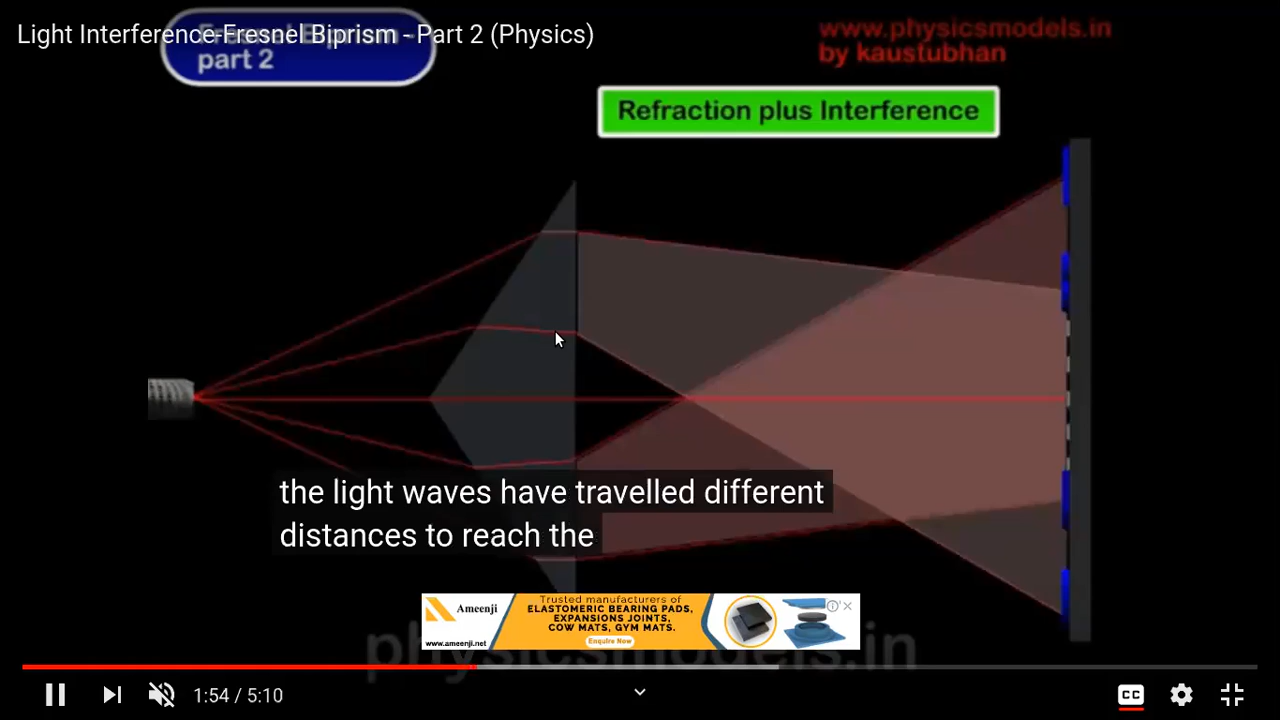 Light Interference-Fresnel Biprism - Part 2 (Physics)
part 2
www.physicsmodels.in
by kaustubhan
Refraction plus Interference
the light waves have travelled different
distances to reach the
Ameenji
www.ameenji.net
Trusted manufacturers of
ELASTOMERIC BEARING PADS,
EXPANSIONS JOINTS,
COW MATS, GYM MATS.
Enquire Now
physicsmodels.in
1:54 / 5:10
CC